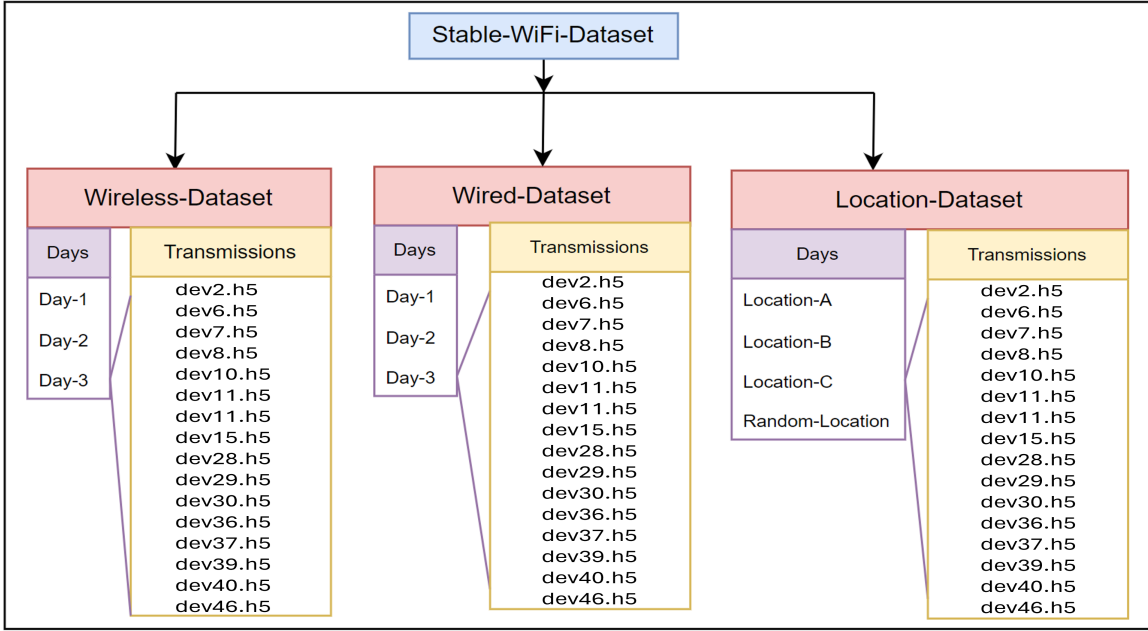 Stable-WiFi-Dataset
Wireless-Dataset
Days
Day-1
Day-2
Day-3
Transmissions
dev2.h5
dev6.h5
dev7.h5
dev8.h5
dev10.h5
dev11.h5
dev11.h5
dev15.h5
dev28.h5
dev29.h5
dev30.h5
dev36.h5
dev37.h5
dev39.h5
dev40.h5
dev46.h5
Wired-Dataset
Days
Day-1
Day-2
Day-3
Transmissions
dev2.h5
dev6.h5
dev7.h5
dev8.h5
dev10.h5
dev11.h5
dev11.h5
dev15.h5
dev28.h5
dev29.h5
dev30.h5
dev36.h5
dev37.h5
dev39.h5
dev40.h5
dev46.h5
Location-Dataset
Days
Location-A
Location-B
Location-C
Random-Location
Transmissions
dev2.h5
dev6.h5
dev7.h5
dev8.h5
dev10.h5
dev11.h5
dev11.h5
dev15.h5
dev28.h5
dev29.h5
dev30.h5
dev36.h5
dev37.h5
dev39.h5
dev40.h5
dev46.h5